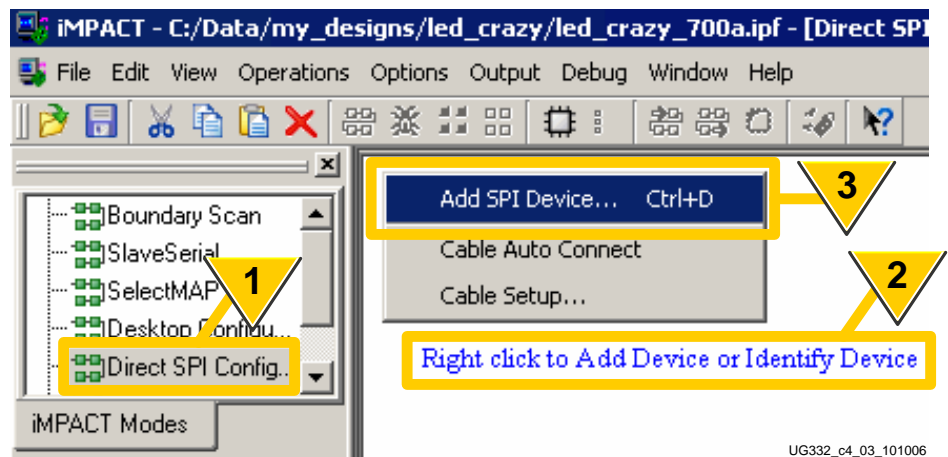 iMPACT - C:/Data/my_designs/led_crazy/led_crazy_700a.ipf - [Direct SPI
File Edit View Operations Options Output Debug Window Help
Boundary Scan
SlaveSerial
SelectMAP
Desktop Configu...
Direct SPI Config..
iMPACT Modes
1
Add SPI Device... Ctrl+D
Cable Auto Connect
Cable Setup...
3
2
Right click to Add Device or Identify Device
UG332_c4_03_101006